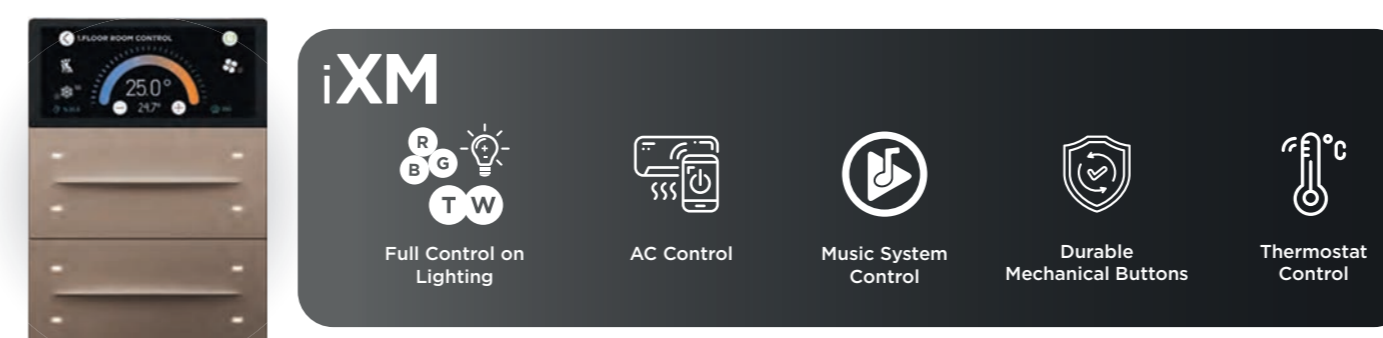 1.FLOOR ROOM CONTROL
25.0°
24.7°
iXM
R
B G
T W
°C
Full Control on
Lighting
AC Control
Music System
Control
Durable
Mechanical Buttons
Thermostat
Control